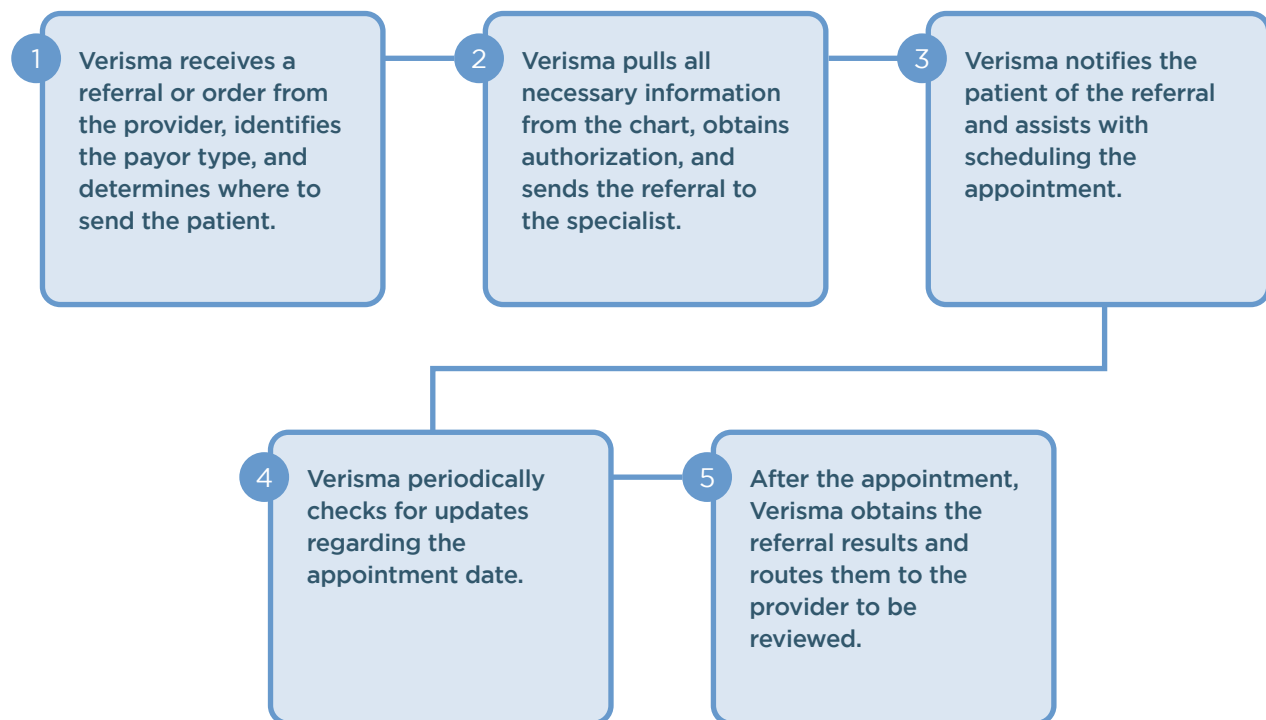 1
Verisma receives a
referral or order from
the provider, identifies
the payor type, and
determines where to
send the patient.
2
Verisma pulls all
necessary information
from the chart, obtains
authorization, and
sends the referral to
the specialist.
3
Verisma notifies the
patient of the referral
and assists with
scheduling the
appointment.
4
Verisma periodically
checks for updates
regarding the
appointment date.
5
After the appointment,
Verisma obtains the
referral results and
routes them to the
provider to be
reviewed.